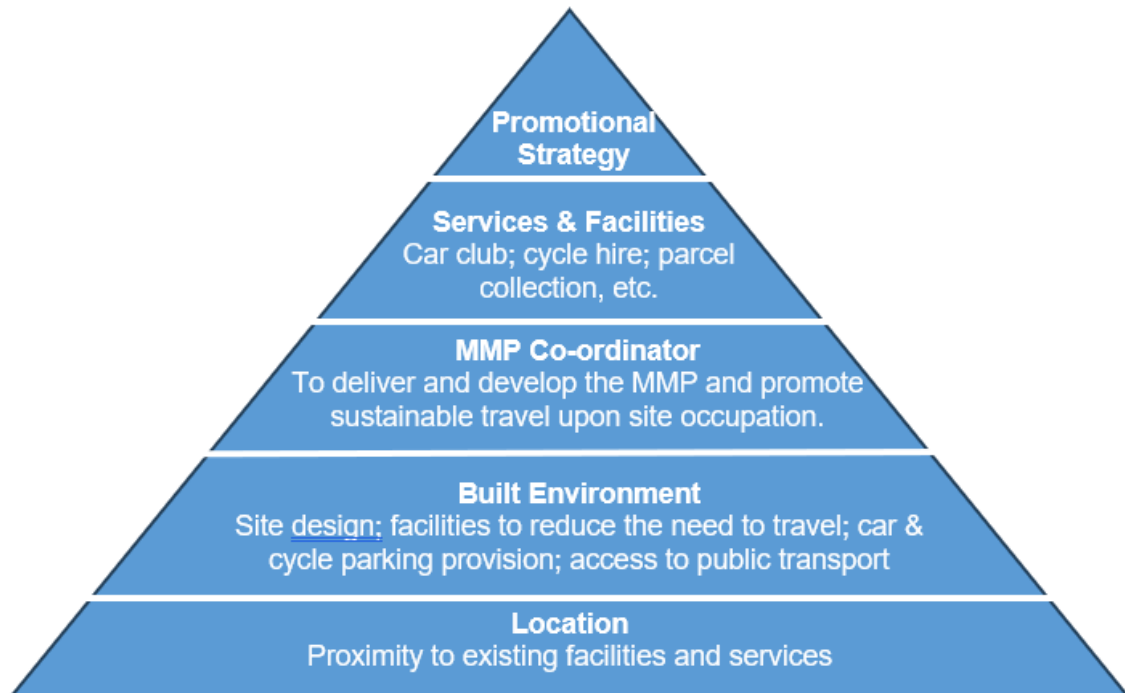 Promotional
Strategy
Services & Facilities
Car club; cycle hire; parcel
collection, etc.
MMP Co-ordinator
To deliver and develop the MMP and promote
sustainable travel upon site occupation.
Built Environment
Site design; facilities to reduce the need to travel; car &
cycle parking provision; access to public transport
Location
Proximity to existing facilities and services